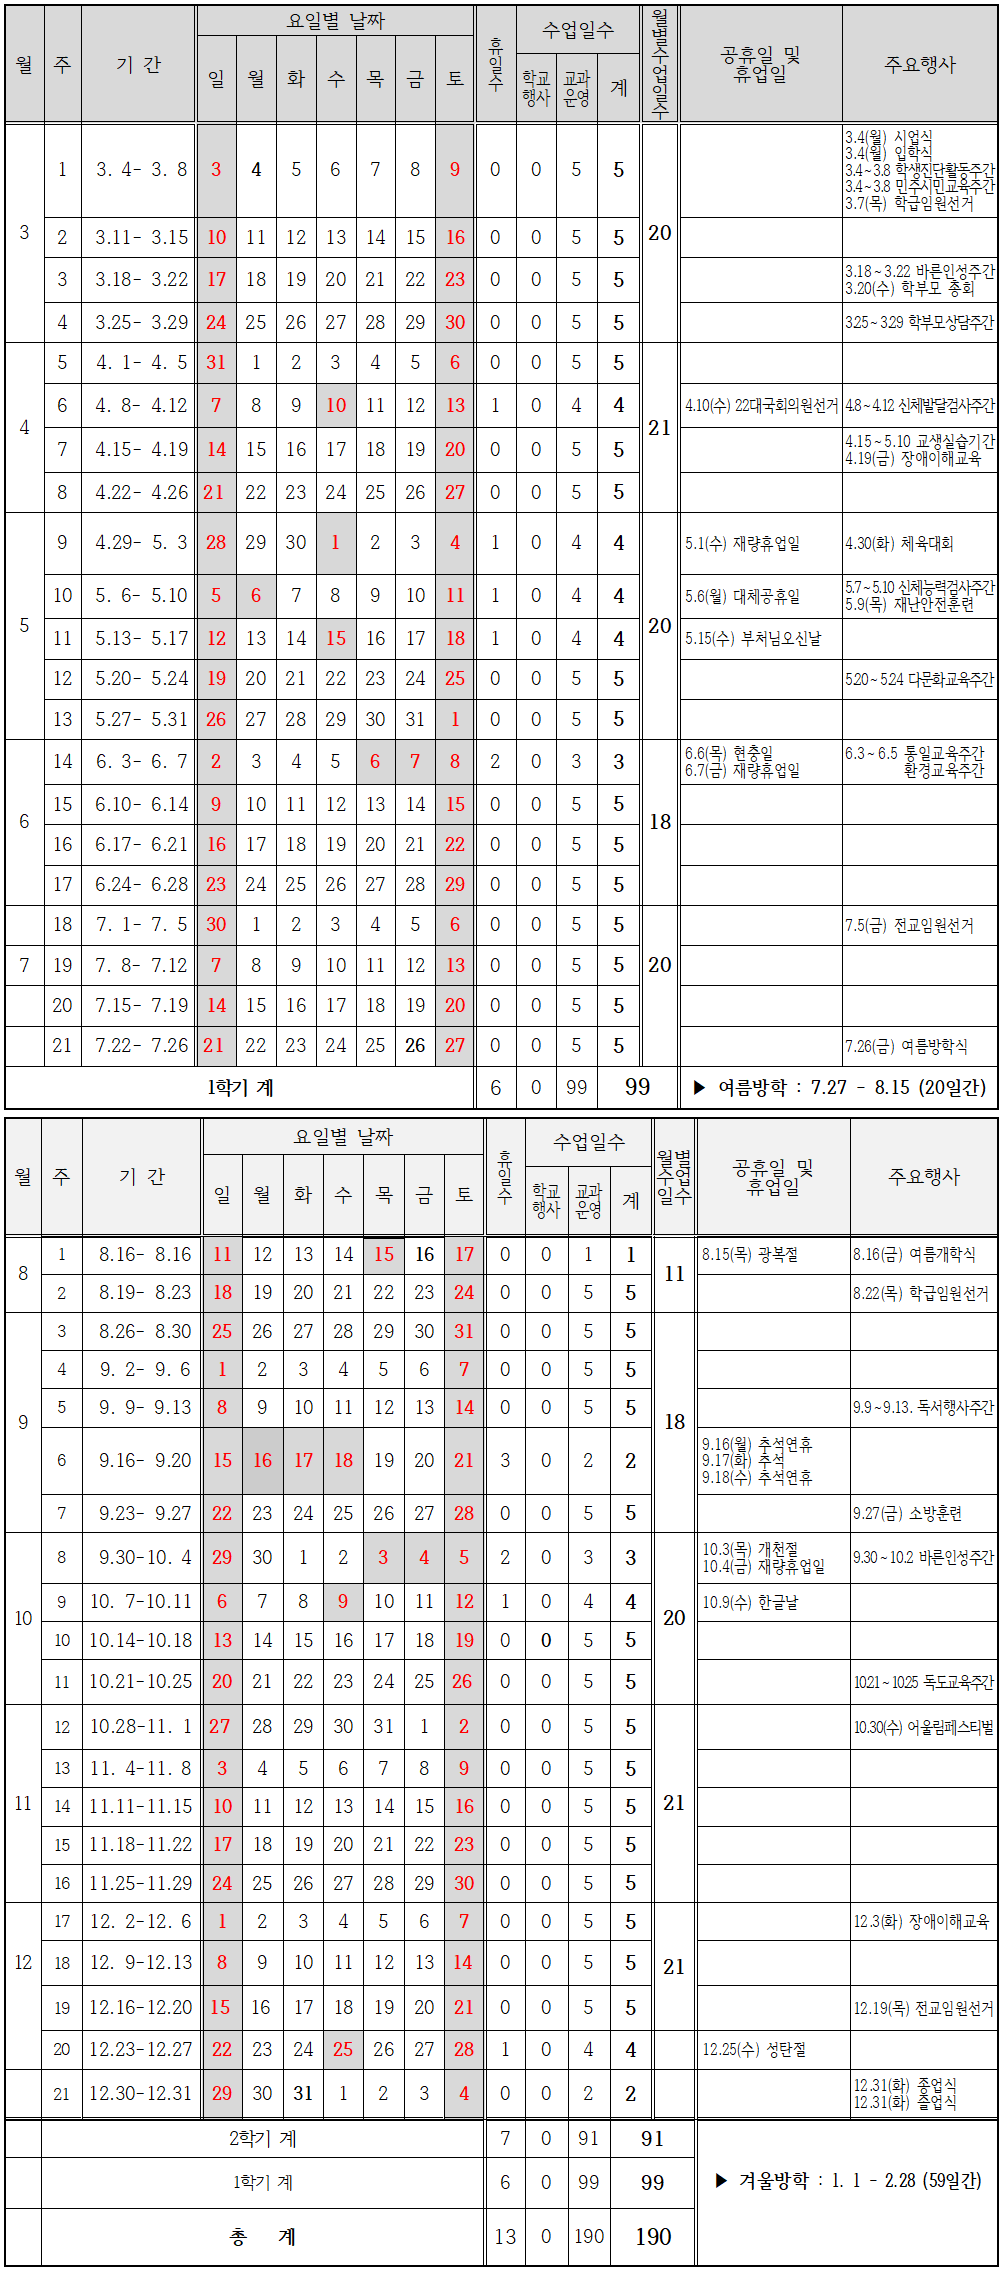 월 주 기 간 요일별 날짜 휴일수 수업일수 월별수업일수 공휴일 및 휴업일 주요행사
일 월 화 수 목 금 토 학교행사 교과운영 계
3 1 3. 4- 3. 8 3 4 5 6 7 8 9 0 0 5 5 20
3.4(월) 시업식
3.4(월) 입학식
3.4~3.8 학생진단활동주간
3.4~3.8 민주시민교육주간
3.7(목) 학급임원선거
2 3.11- 3.15 10 11 12 13 14 15 16 0 0 5 5
3 3.18- 3.22 17 18 19 20 21 22 23 0 0 5 5
3.18~3.22 바른인성주간
3.20(수) 학부모 총회
4 3.25- 3.29 24 25 26 27 28 29 30 0 0 5 5 3.25~3.29 학부모상담주간
4 5 4. 1- 4. 5 31 1 2 3 4 5 6 0 0 5 5 21
6 4. 8- 4.12 7 8 9 10 11 12 13 1 0 4 4 4.10(수) 22대국회의원선거 4.8~4.12 신체발달검사주간
7 4.15- 4.19 14 15 16 17 18 19 20 0 0 5 5
4.15~5.10 교생실습기간
4.19(금) 장애이해교육
8 4.22- 4.26 21 22 23 24 25 26 27 0 0 5 5
5 9 4.29- 5. 3 28 29 30 1 2 3 4 1 0 4 4 20 5.1(수) 재량휴업일 4.30(화) 체육대회
10 5. 6- 5.10 5 6 7 8 9 10 11 1 0 4 4 5.6(월) 대체공휴일
5.7~5.10 신체능력검사주간
5.9(목) 재난안전훈련
11 5.13- 5.17 12 13 14 15 16 17 18 1 0 4 4 5.15(수) 부처님오신날
12 5.20- 5.24 19 20 21 22 23 24 25 0 0 5 5 5.20~5.24 다문화교육주간
13 5.27- 5.31 26 27 28 29 30 31 1 0 0 5 5
6 14 6. 3- 6. 7 2 3 4 5 6 7 8 2 0 3 3 18
6.6(목) 현충일 6.3~6.5 통일교육주간
6.7(금) 재량휴업일 환경교육주간
15 6.10- 6.14 9 10 11 12 13 14 15 0 0 5 5
16 6.17- 6.21 16 17 18 19 20 21 22 0 0 5 5
17 6.24- 6.28 23 24 25 26 27 28 29 0 0 5 5
18 7. 1- 7. 5 30 1 2 3 4 5 6 0 0 5 5 7.5(금) 전교임원선거
7 19 7. 8- 7.12 7 8 9 10 11 12 13 0 0 5 5 20
20 7.15- 7.19 14 15 16 17 18 19 20 0 0 5 5
21 7.22- 7.26 21 22 23 24 25 26 27 0 0 5 5 7.26(금) 여름방학식
1학기 계 6 0 99 99 ▶ 여름방학 : 7.27 - 8.15 (20일간)
월 주 기 간 요일별 날짜 휴일수 수업일수 월별수업일수 공휴일 및 휴업일 주요행사
일 월 화 수 목 금 토 학교행사 교과운영 계
8 1 8.16- 8.16 11 12 13 14 15 16 17 0 0 1 1 11 8.15(목) 광복절 8.16(금) 여름개학식
2 8.19- 8.23 18 19 20 21 22 23 24 0 0 5 5 8.22(목) 학급임원선거
3 8.26- 8.30 25 26 27 28 29 30 31 0 0 5 5
4 9. 2- 9. 6 1 2 3 4 5 6 7 0 0 5 5
9 5 9. 9- 9.13 8 9 10 11 12 13 14 0 0 5 5 18 9.9~9.13. 독서행사주간
6 9.16- 9.20 15 16 17 18 19 20 21 3 0 2 2
9.16(월) 추석연휴
9.17(화) 추석
9.18(수) 추석연휴
7 9.23- 9.27 22 23 24 25 26 27 28 0 0 5 5 9.27(금) 소방훈련
8 9.30-10. 4 29 30 1 2 3 4 5 2 0 3 3
10.3(목) 개천절
10.4(금) 재량휴업일
9.30~10.2 바른인성주간
10 9 10. 7-10.11 6 7 8 9 10 11 12 1 0 4 4 20 10.9(수) 한글날
10 10.14-10.18 13 14 15 16 17 18 19 0 0 5 5
11 10.21-10.25 20 21 22 23 24 25 26 0 0 5 5 10.21~10.25 독도교육주간
12 10.28-11. 1 27 28 29 30 31 1 2 0 0 5 5 10.30(수) 어울림페스티벌
13 11. 4-11. 8 3 4 5 6 7 8 9 0 0 5 5
11 14 11.11-11.15 10 11 12 13 14 15 16 0 0 5 5 21
15 11.18-11.22 17 18 19 20 21 22 23 0 0 5 5
16 11.25-11.29 24 25 26 27 28 29 30 0 0 5 5
17 12. 2-12. 6 1 2 3 4 5 6 7 0 0 5 5 12.3(화) 장애이해교육
12 18 12. 9-12.13 8 9 10 11 12 13 14 0 0 5 5 21
19 12.16-12.20 15 16 17 18 19 20 21 0 0 5 5 12.19(목) 전교임원선거
20 12.23-12.27 22 23 24 25 26 27 28 1 0 4 4 12.25(수) 성탄절
21 12.30-12.31 29 30 31 1 2 3 4 0 0 2 2
12.31(화) 종업식
12.31(화) 졸업식
2학기 계 7 0 91 91
1학기 계 6 0 99 99 ▶ 겨울방학 : 1. 1 - 2.28 (59일간)
총 계 13 0 190 190